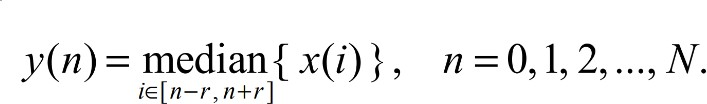 y(n) = median{ x(i) },   n = 0, 1, 2, ..., N.
i∈[n−r, n+r]